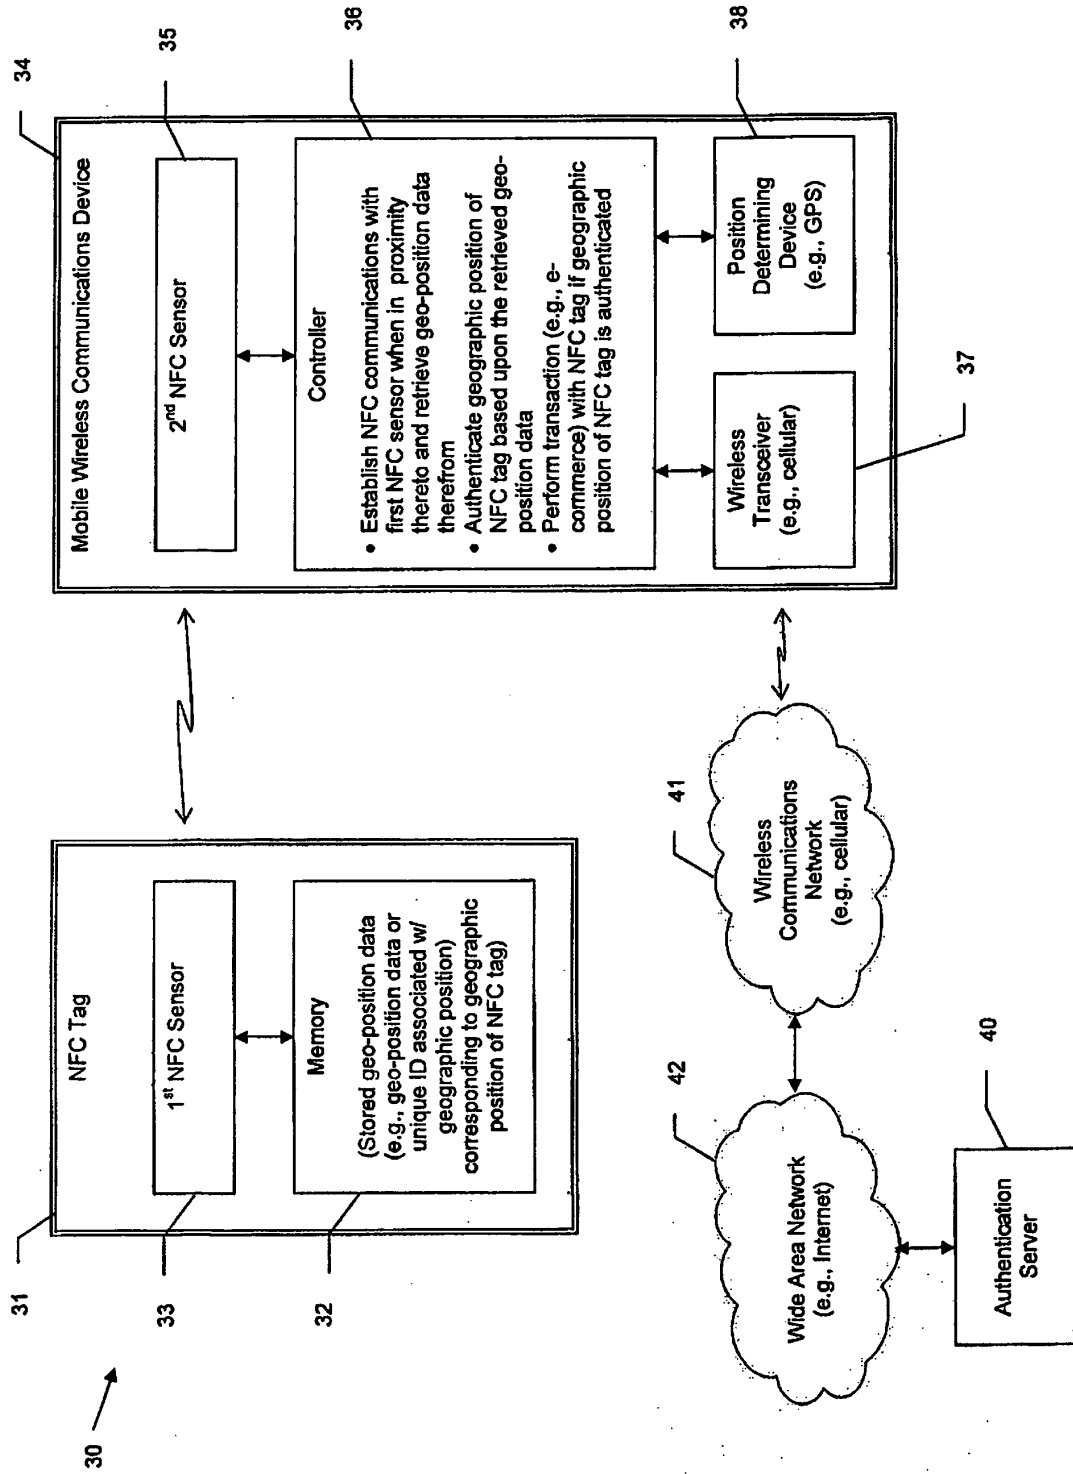 30
31
NFC Tag
33
1st NFC Sensor
32
Memory
(Stored geo-position data
(e.g., geo-position data or
unique ID associated w/
geographic position)
corresponding to geographic
position of NFC tag)
34
Mobile Wireless Communications Device
35
2nd NFC Sensor
36
Controller
• Establish NFC communications with
first NFC sensor when in proximity
thereto and retrieve geo-position data
therefrom
• Authenticate geographic position of
NFC tag based upon the retrieved geo-
position data
• Perform transaction (e.g., e-
commerce) with NFC tag if geographic
position of NFC tag is authenticated
37
Wireless
Transceiver
(e.g., cellular)
38
Position
Determining
Device
(e.g., GPS)
42
Wide Area Network
(e.g., Internet)
41
Wireless
Communications
Network
(e.g., cellular)
40
Authentication
Server